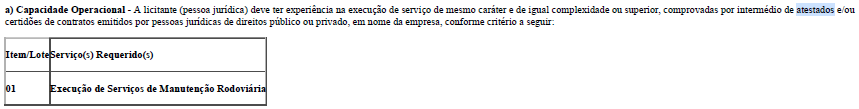 a) Capacidade Operacional - A licitante (pessoa jurídica) deve ter experiência na execução de serviço de mesmo caráter e de igual complexidade ou superior, comprovadas por intermédio de atestados e/ou
certidões de contratos emitidos por pessoas jurídicas de direitos público ou privado, em nome da empresa, conforme critério a seguir:
Item/Lote Serviço(s) Requerido(s)
01 Execução de Serviços de Manutenção Rodoviária